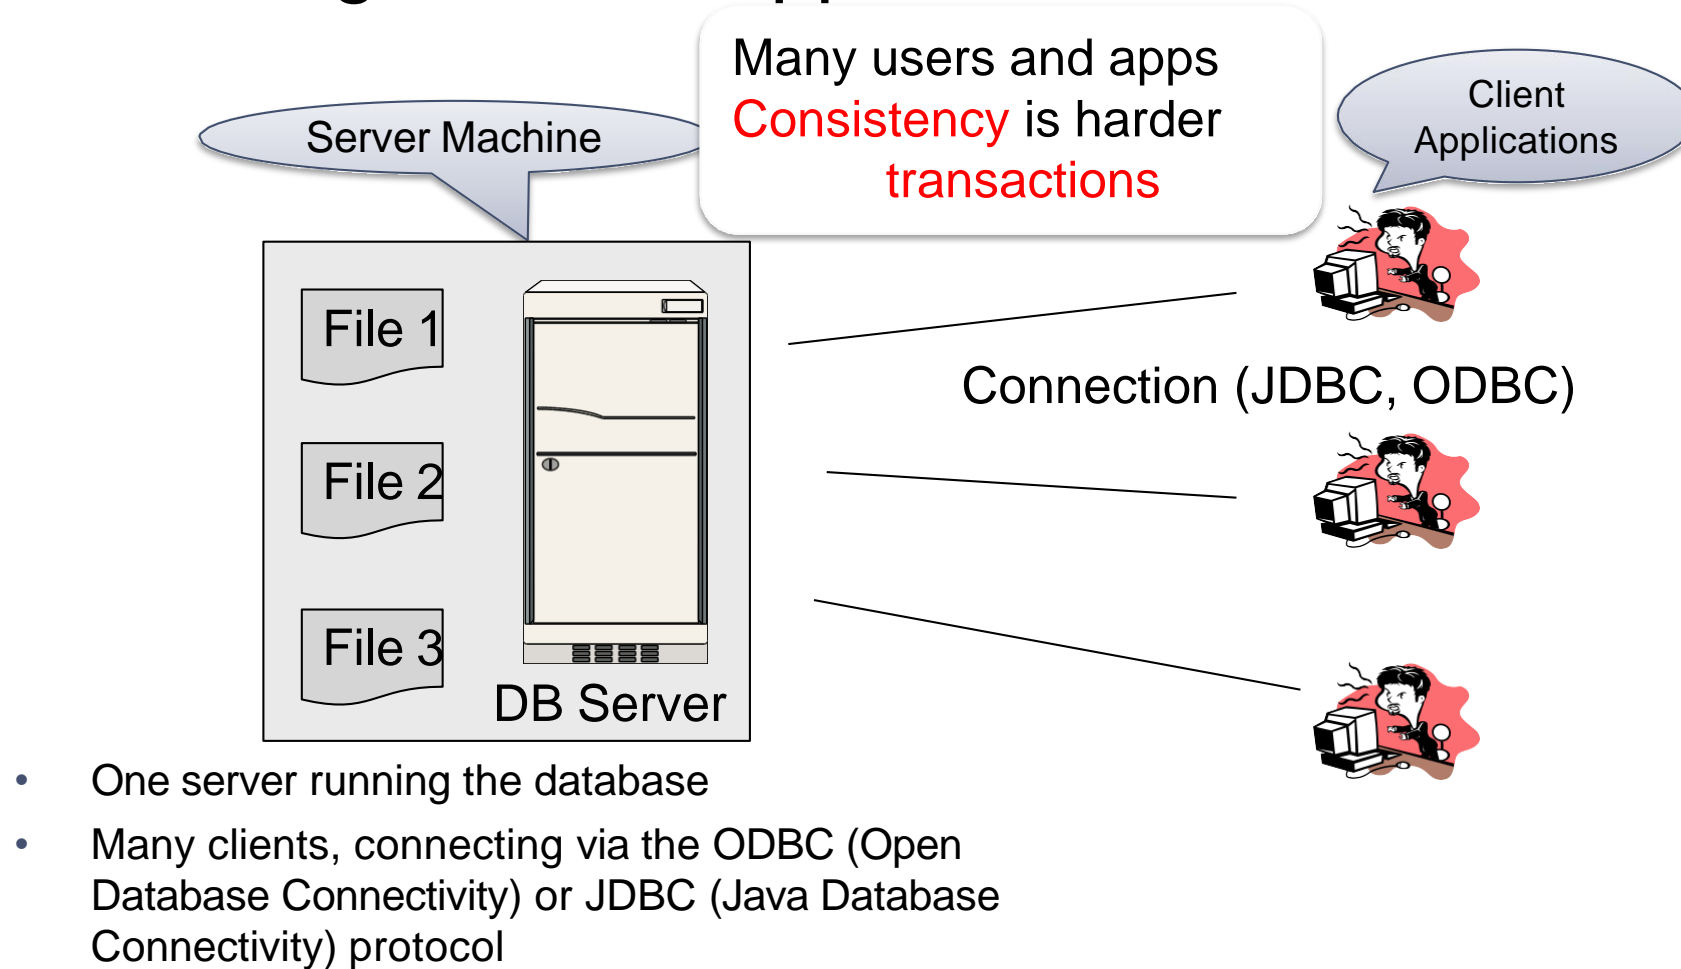 Many users and apps
Consistency is harder
transactions
Server Machine
Client
Applications
File 1
File 2
File 3
DB Server
Connection (JDBC, ODBC)
• One server running the database
• Many clients, connecting via the ODBC (Open
Database Connectivity) or JDBC (Java Database
Connectivity) protocol